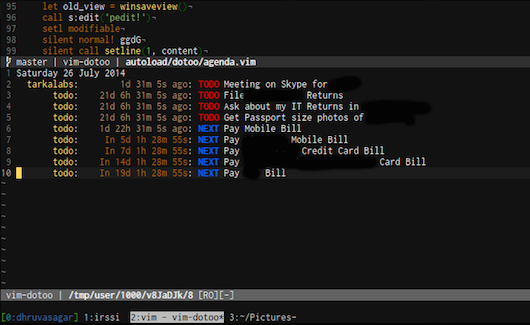 95 let old_view = winsaveview()¬
96 call s:edit('pedit!')¬
97 setl modifiable¬
98 silent normal! ggdG¬
99 silent call setline(1, content)¬
master | vim-dotoo | autoload/dotoo/agenda.vim
1 Saturday 26 July 2014
2 tarkalabs: 1d 31m 5s ago: TODO Meeting on Skype for
3 todo: 21d 6h 31m 5s ago: TODO File Returns
4 todo: 21d 6h 31m 5s ago: TODO Ask about my IT Returns in
5 todo: 21d 6h 31m 5s ago: TODO Get Passport size photos of
6 todo: 1d 22h 31m 5s ago: NEXT Pay Mobile Bill
7 todo: In 5d 1h 28m 55s: NEXT Pay Mobile Bill
8 todo: In 7d 1h 28m 55s: NEXT Pay Credit Card Bill
9 todo: In 14d 1h 28m 55s: NEXT Pay Card Bill
10 todo: In 19d 1h 28m 55s: NEXT Pay Bill
~
~
~
~
~
~
~
~
~
vim-dotoo | /tmp/user/1000/v8JaDJk/8 [RO][-]
[0:dhruvasagar] 1:irssi 2:vim - vim-dotoo* 3:~/Pictures-